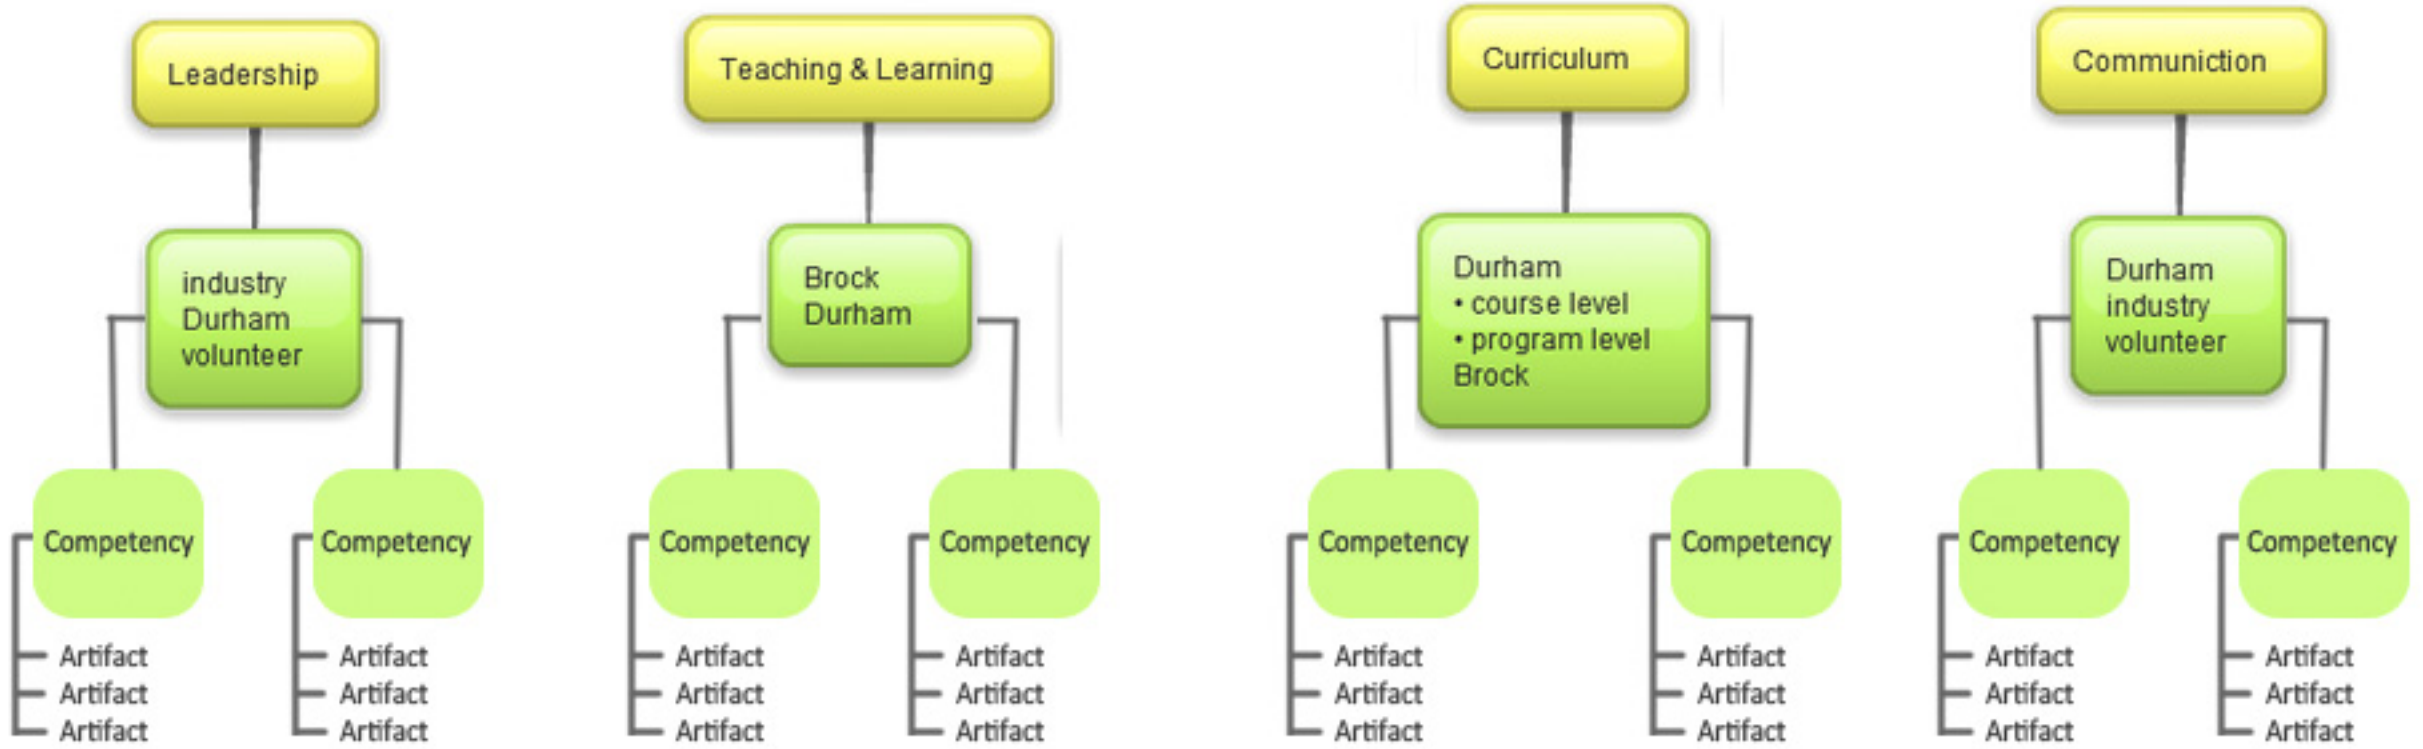 Leadership
industry
Durham
volunteer
Competency
Artifact
Artifact
Artifact
Competency
Artifact
Artifact
Artifact
Teaching & Learning
Brock
Durham
Competency
Artifact
Artifact
Artifact
Competency
Artifact
Artifact
Artifact
Curriculum
Durham
• course level
• program level
Brock
Competency
Artifact
Artifact
Artifact
Competency
Artifact
Artifact
Artifact
Communiction
Durham
industry
volunteer
Competency
Artifact
Artifact
Artifact
Competency
Artifact
Artifact
Artifact